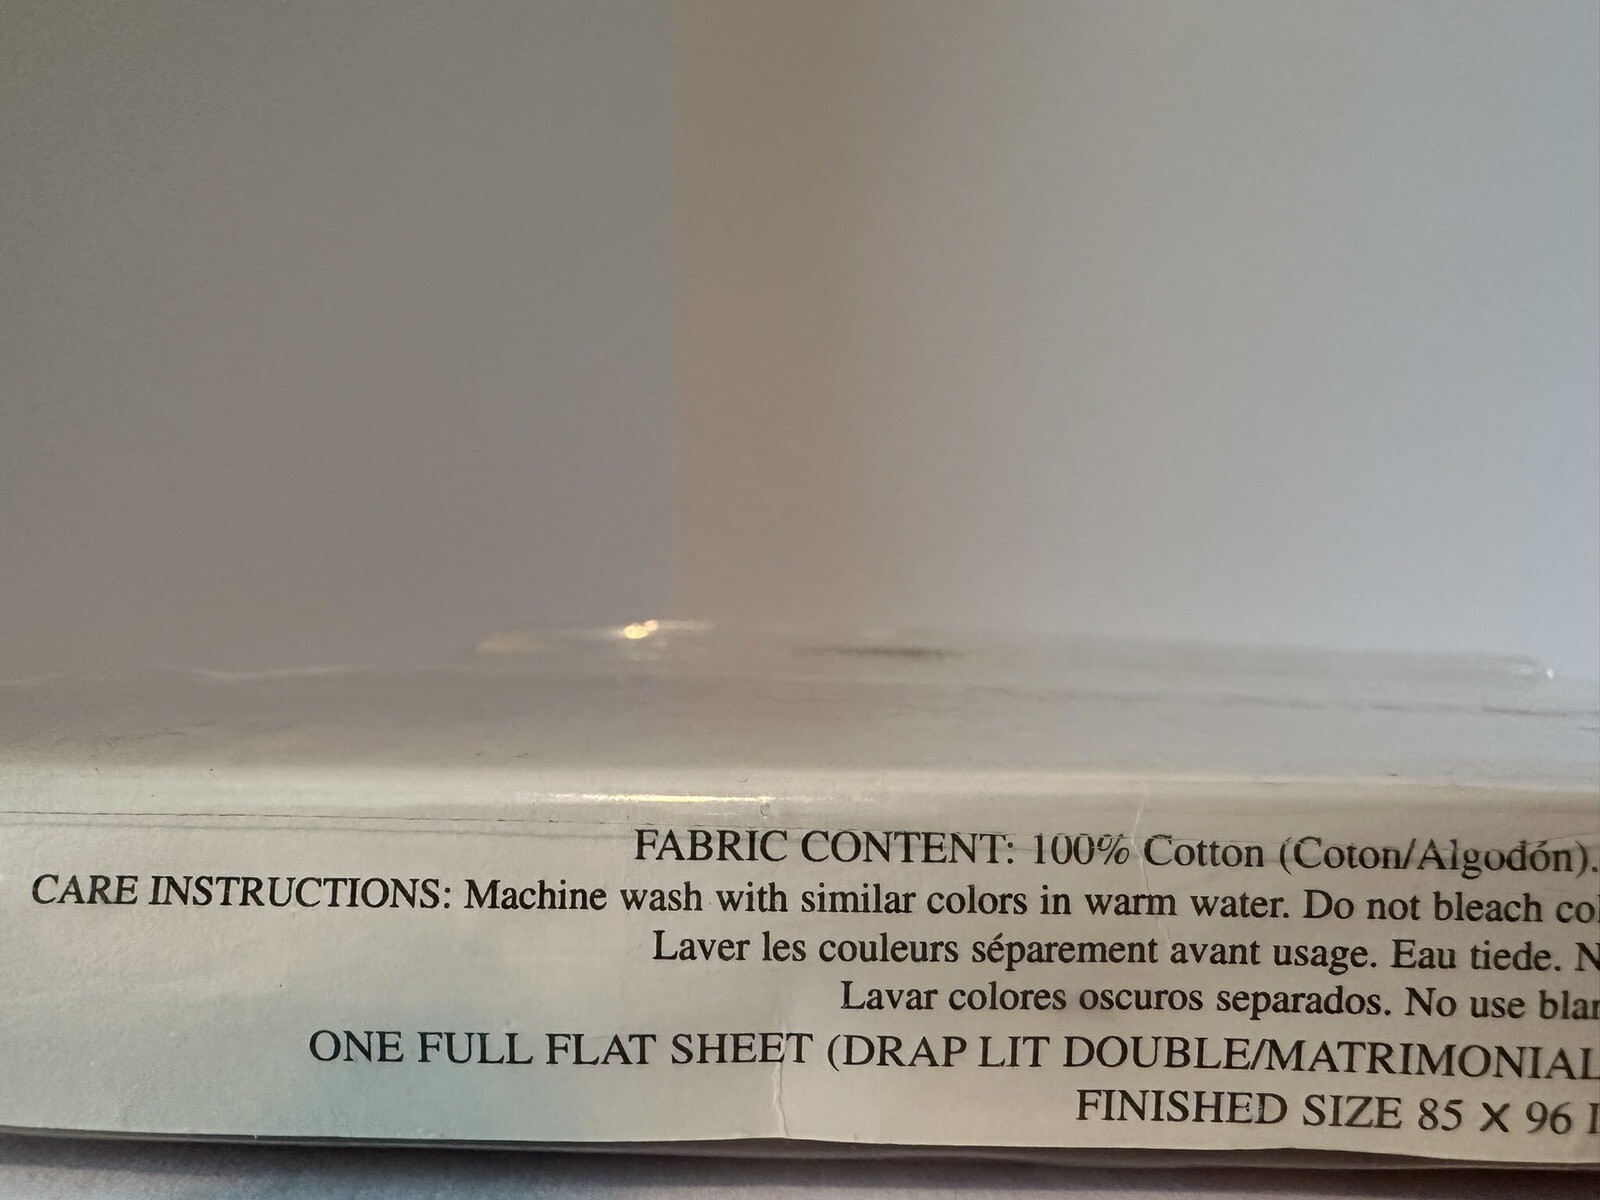 FABRIC CONTENT: 100% Cotton (Coton/Algodón).
CARE INSTRUCTIONS: Machine wash with similar colors in warm water. Do not bleach
Laver les couleurs séparement avant usage. Eau tiede.
Lavar colores oscuros separados. No use
ONE FULL FLAT SHEET (DRAP LIT DOUBLE/MATRIMONIAL
FINISHED SIZE 85 X 96